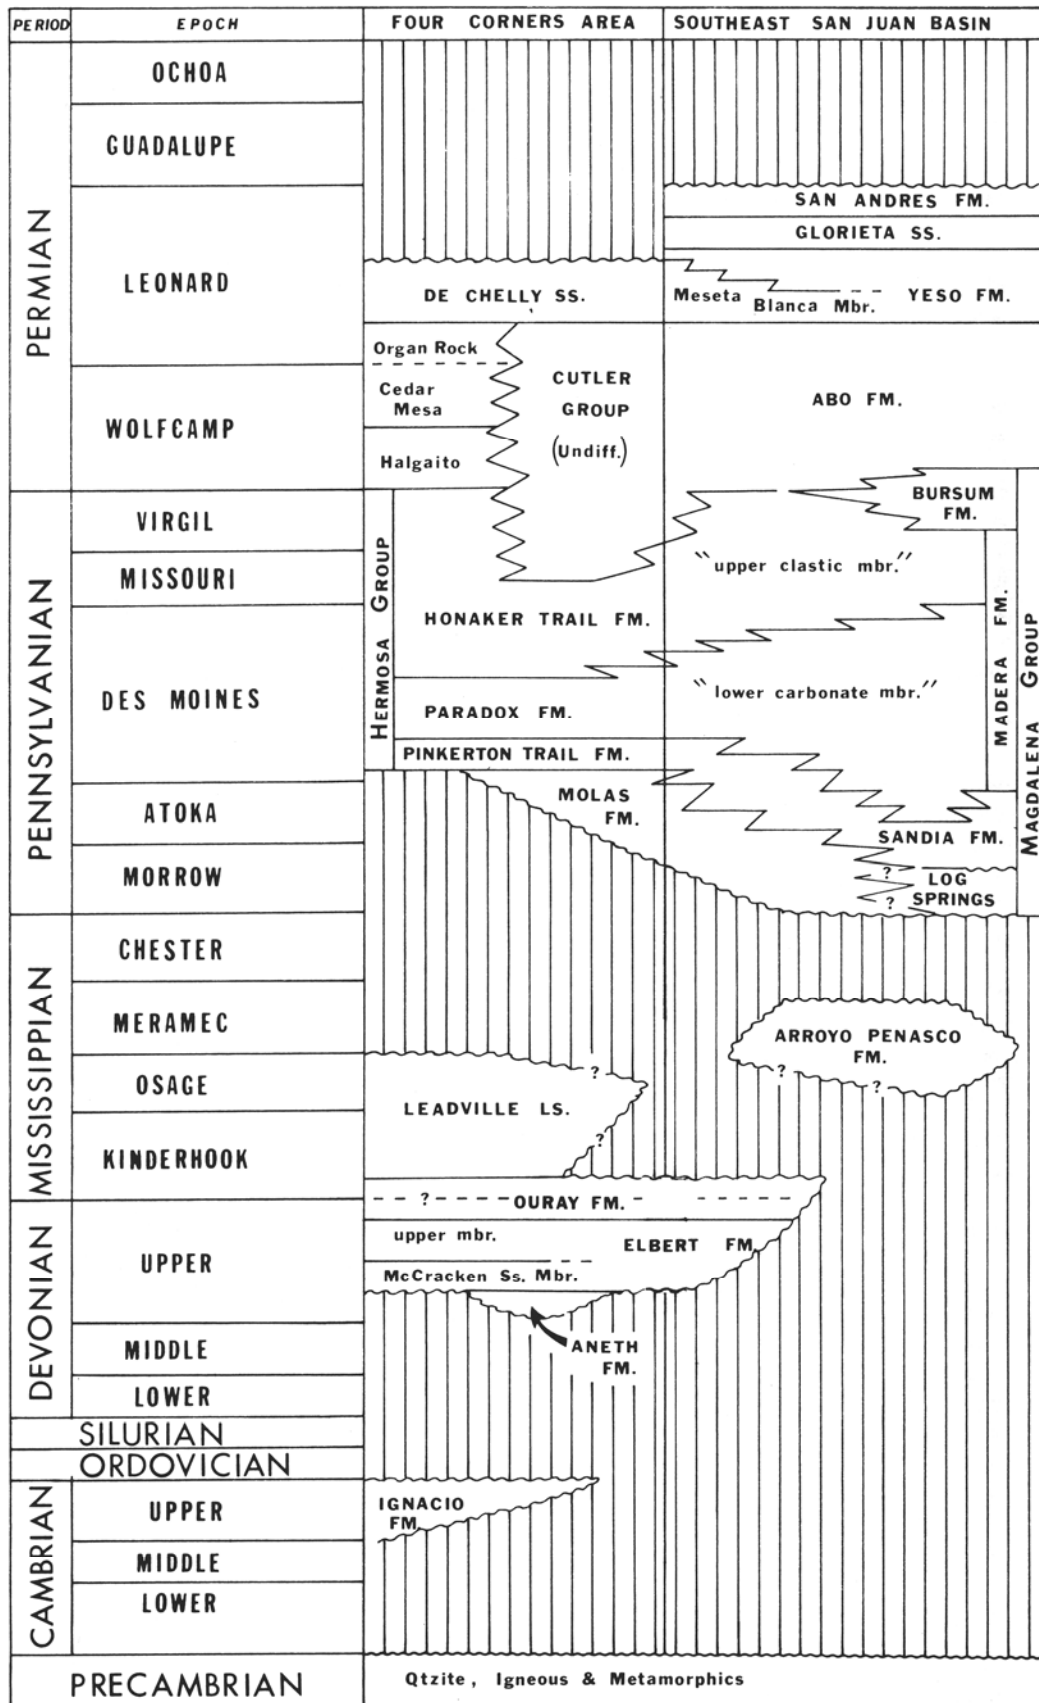 PERIOD EPOCH FOUR CORNERS AREA SOUTHEAST SAN JUAN BASIN
PERMIAN
OCHOA
GUADALUPE
LEONARD
WOLFCAMP
SAN ANDRES FM.
GLORIETA SS.
DE CHELLY SS.
Meseta
Blanca Mbr.
YESO FM.
Organ Rock
Cedar
Mesa
Halgaito
CUTLER
GROUP
(Undiff.)
ABO FM.
BURSUM
FM.
PENNSYLVANIAN
VIRGIL
MISSOURI
DES MOINES
ATOKA
MORROW
HERMOSA GROUP
HONAKER TRAIL FM.
PARADOX FM.
PINKERTON TRAIL FM.
MOLAS
FM.
"upper clastic mbr."
"lower carbonate mbr."
MADERA FM.
MAGDALENA GROUP
SANDIA FM.
?
LOG
SPRINGS
?
MISSISSIPPIAN
CHESTER
MERAMEC
OSAGE
KINDERHOOK
ARROYO PENASCO
FM.
?
?
?
LEADVILLE LS.
?
DEVONIAN
UPPER
MIDDLE
LOWER
? OURAY FM.
upper mbr.
ELBERT FM.
McCracken Ss. Mbr.
ANETH
FM.
SILURIAN
ORDOVICIAN
CAMBRIAN
UPPER
MIDDLE
LOWER
IGNACIO
FM.
PRECAMBRIAN
Qtzite, Igneous & Metamorphics